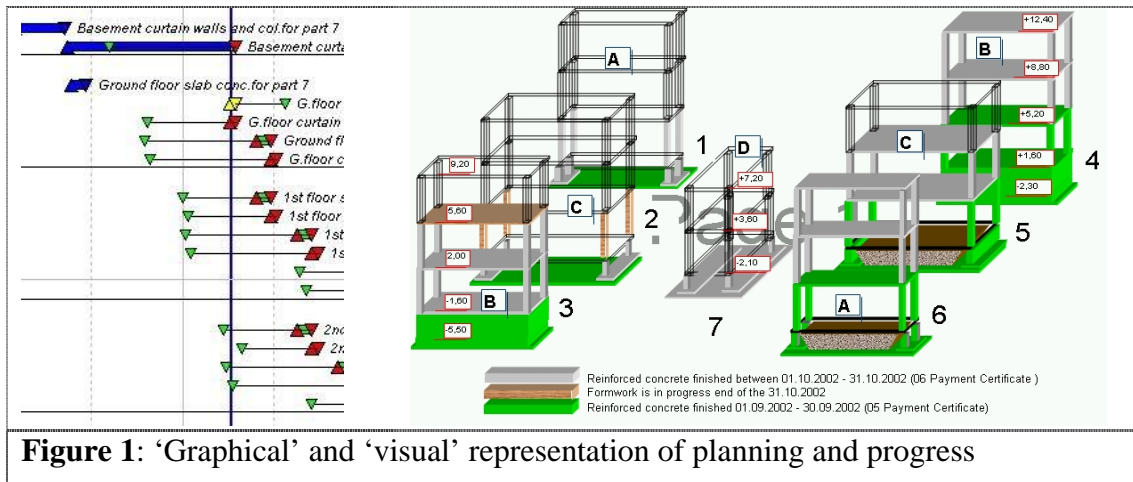 Basement curtain walls and col.for part 7
Basement curta
Ground floor slab conc.for part 7
G.floor
G.floor curtain
Ground fl
G.floor c
1st floor s
1st floor
1st
1s
2nd
2n
A
B
C
D
A
B
C
1
2
3
4
5
6
7
9,20
5,60
2,00
-1,60
-5,50
+7,20
+3,60
-2,10
+12,40
+8,80
+5,20
+1,60
-2,30
Page 1
Reinforced concrete finished between 01.10.2002 - 31.10.2002 (06 Payment Certificate )
Formwork is in progress end of the 31.10.2002
Reinforced concrete finished 01.09.2002 - 30.09.2002 (05 Payment Certificate)
Figure 1: ‘Graphical’ and ‘visual’ representation of planning and progress